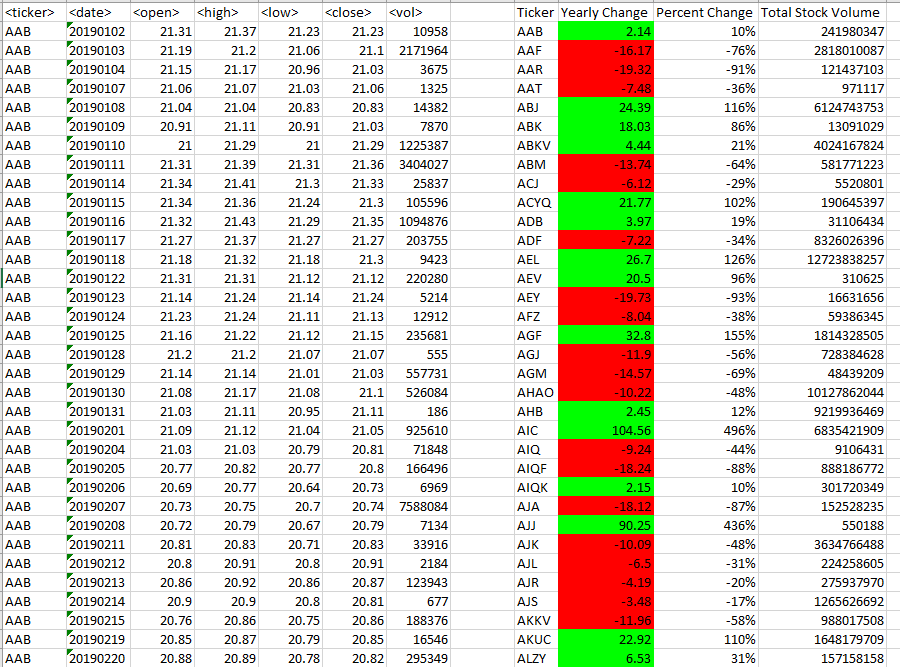 <ticker> <date> <open> <high> <low> <close> <vol> Ticker Yearly Change Percent Change Total Stock Volume
AAB 20190102 21.31 21.37 21.23 21.23 10958 AAB 2.14 10% 241980347
AAB 20190103 21.19 21.2 21.06 21.1 2171964 AAF -16.17 -76% 2818010087
AAB 20190104 21.15 21.17 20.96 21.03 3675 AAR -19.32 -91% 121437103
AAB 20190107 21.06 21.07 21.03 21.06 1325 AAT -7.48 -36% 971117
AAB 20190108 21.04 21.04 20.83 20.83 14382 ABJ 24.39 116% 6124743753
AAB 20190109 20.91 21.11 20.91 21.03 7870 ABK 18.03 86% 13091029
AAB 20190110 21 21.29 21 21.29 1225387 ABKV 4.44 21% 4024167824
AAB 20190111 21.31 21.39 21.31 21.36 3404027 ABM -13.74 -64% 581771223
AAB 20190114 21.34 21.41 21.3 21.33 25837 ACJ -6.12 -29% 5520801
AAB 20190115 21.34 21.36 21.24 21.3 105596 ACYQ 21.77 102% 190645397
AAB 20190116 21.32 21.43 21.29 21.35 1094876 ADB 3.97 19% 31106434
AAB 20190117 21.27 21.37 21.27 21.27 203755 ADF -7.22 -34% 8326026396
AAB 20190118 21.18 21.32 21.18 21.3 9423 AEL 26.7 126% 12723838257
AAB 20190122 21.31 21.31 21.12 21.12 220280 AEV 20.5 96% 310625
AAB 20190123 21.14 21.24 21.14 21.24 5214 AEY -19.73 -93% 16631656
AAB 20190124 21.23 21.24 21.11 21.13 12912 AFZ -8.04 -38% 59386345
AAB 20190125 21.16 21.22 21.12 21.15 235681 AGF 32.8 155% 1814328505
AAB 20190128 21.2 21.2 21.07 21.07 555 AGJ -11.9 -56% 728384628
AAB 20190129 21.14 21.14 21.01 21.03 557731 AGM -14.57 -69% 48439209
AAB 20190130 21.08 21.17 21.08 21.1 526084 AHAO -10.22 -48% 10127862044
AAB 20190131 21.03 21.11 20.95 21.11 186 AHB 2.45 12% 9219936469
AAB 20190201 21.09 21.12 21.04 21.05 925610 AIC 104.56 496% 6835421909
AAB 20190204 21.03 21.03 20.79 20.81 71848 AIQ -9.24 -44% 9106431
AAB 20190205 20.77 20.82 20.77 20.8 166496 AIQF -18.24 -88% 888186772
AAB 20190206 20.69 20.77 20.64 20.73 6969 AIQK 2.15 10% 301720349
AAB 20190207 20.73 20.75 20.7 20.74 7588084 AJA -18.12 -87% 152528235
AAB 20190208 20.72 20.79 20.67 20.79 7134 AJJ 90.25 436% 550188
AAB 20190211 20.81 20.83 20.71 20.83 33916 AJK -10.09 -48% 3634766488
AAB 20190212 20.8 20.91 20.8 20.91 2184 AJL -6.5 -31% 224258605
AAB 20190213 20.86 20.92 20.86 20.87 123943 AJR -4.19 -20% 275937970
AAB 20190214 20.9 20.9 20.8 20.81 677 AJS -3.48 -17% 1265626692
AAB 20190215 20.76 20.86 20.75 20.86 188376 AKKV -11.96 -58% 988017508
AAB 20190219 20.85 20.87 20.79 20.85 16546 AKUC 22.92 110% 1648179709
AAB 20190220 20.88 20.89 20.78 20.82 295349 ALZY 6.53 31% 157158158